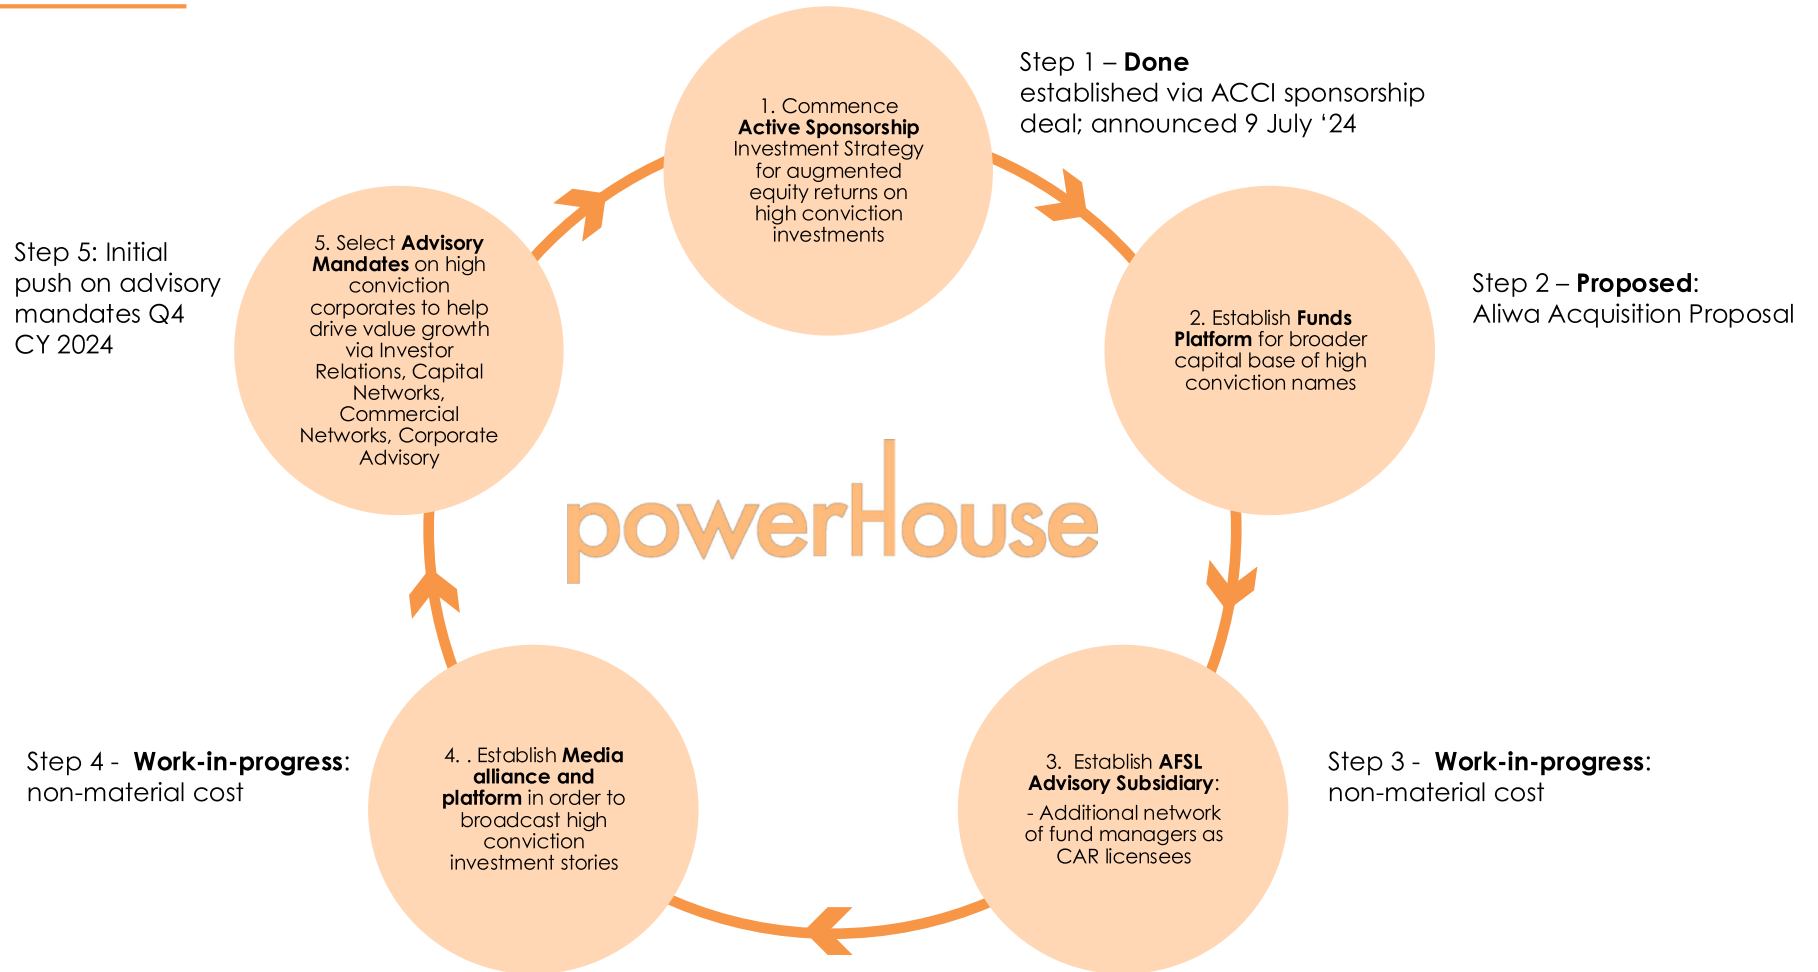 1. Commence
Active Sponsorship
Investment Strategy
for augmented
equity returns on
high conviction
investments
Step 1 – Done
established via ACCI sponsorship
deal; announced 9 July ‘24
2. Establish Funds
Platform for broader
capital base of high
conviction names
Step 2 – Proposed:
Aliwa Acquisition Proposal
3.  Establish AFSL
Advisory Subsidiary:
- Additional network
of fund managers as
CAR licensees
Step 3 -  Work-in-progress:
non-material cost
4. . Establish Media
alliance and
platform in order to
broadcast high
conviction
investment stories
Step 4 -  Work-in-progress:
non-material cost
5. Select Advisory
Mandates on high
conviction
corporates to help
drive value growth
via Investor
Relations, Capital
Networks,
Commercial
Networks, Corporate
Advisory
Step 5: Initial
push on advisory
mandates Q4
CY 2024
powerHouse